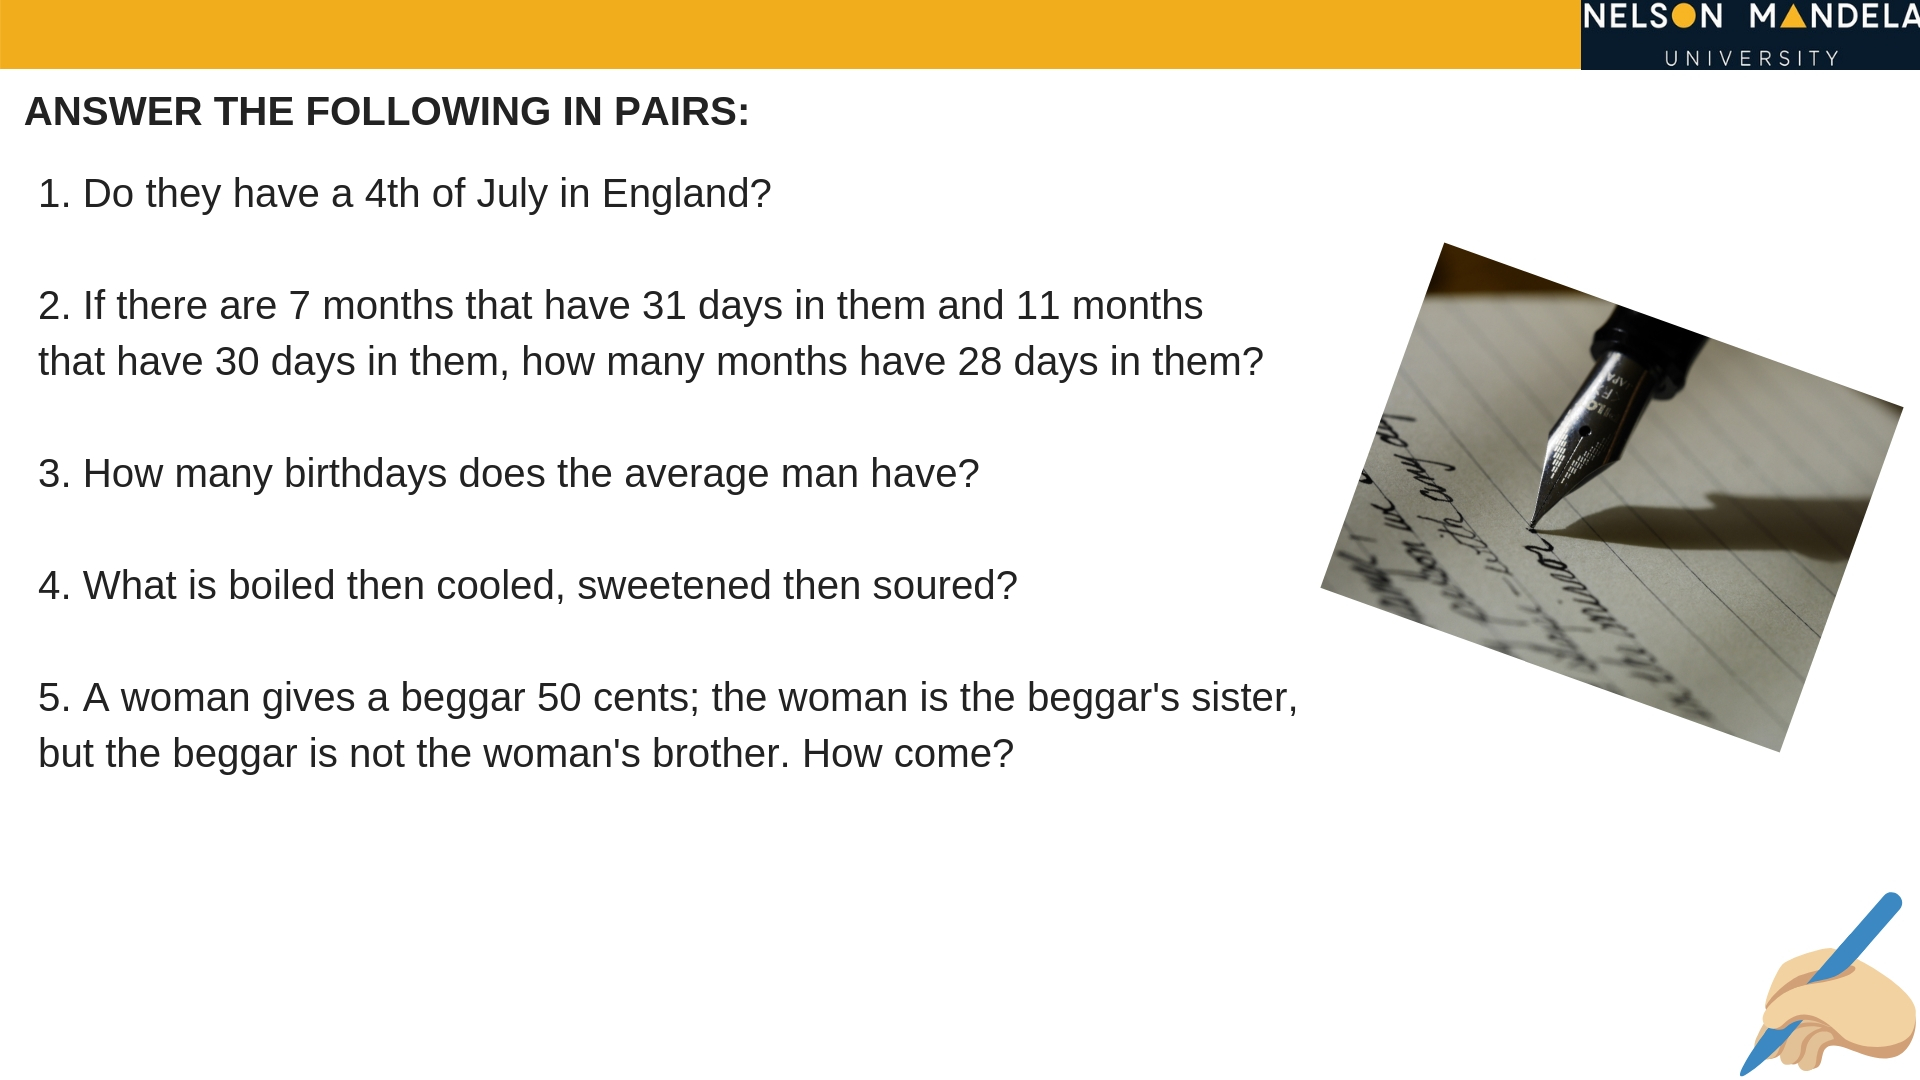 NELSON MANDELA
UNIVERSITY
ANSWER THE FOLLOWING IN PAIRS:
1. Do they have a 4th of July in England?
2. If there are 7 months that have 31 days in them and 11 months
that have 30 days in them, how many months have 28 days in them?
3. How many birthdays does the average man have?
4. What is boiled then cooled, sweetened then soured?
5. A woman gives a beggar 50 cents; the woman is the beggar's sister,
but the beggar is not the woman's brother. How come?